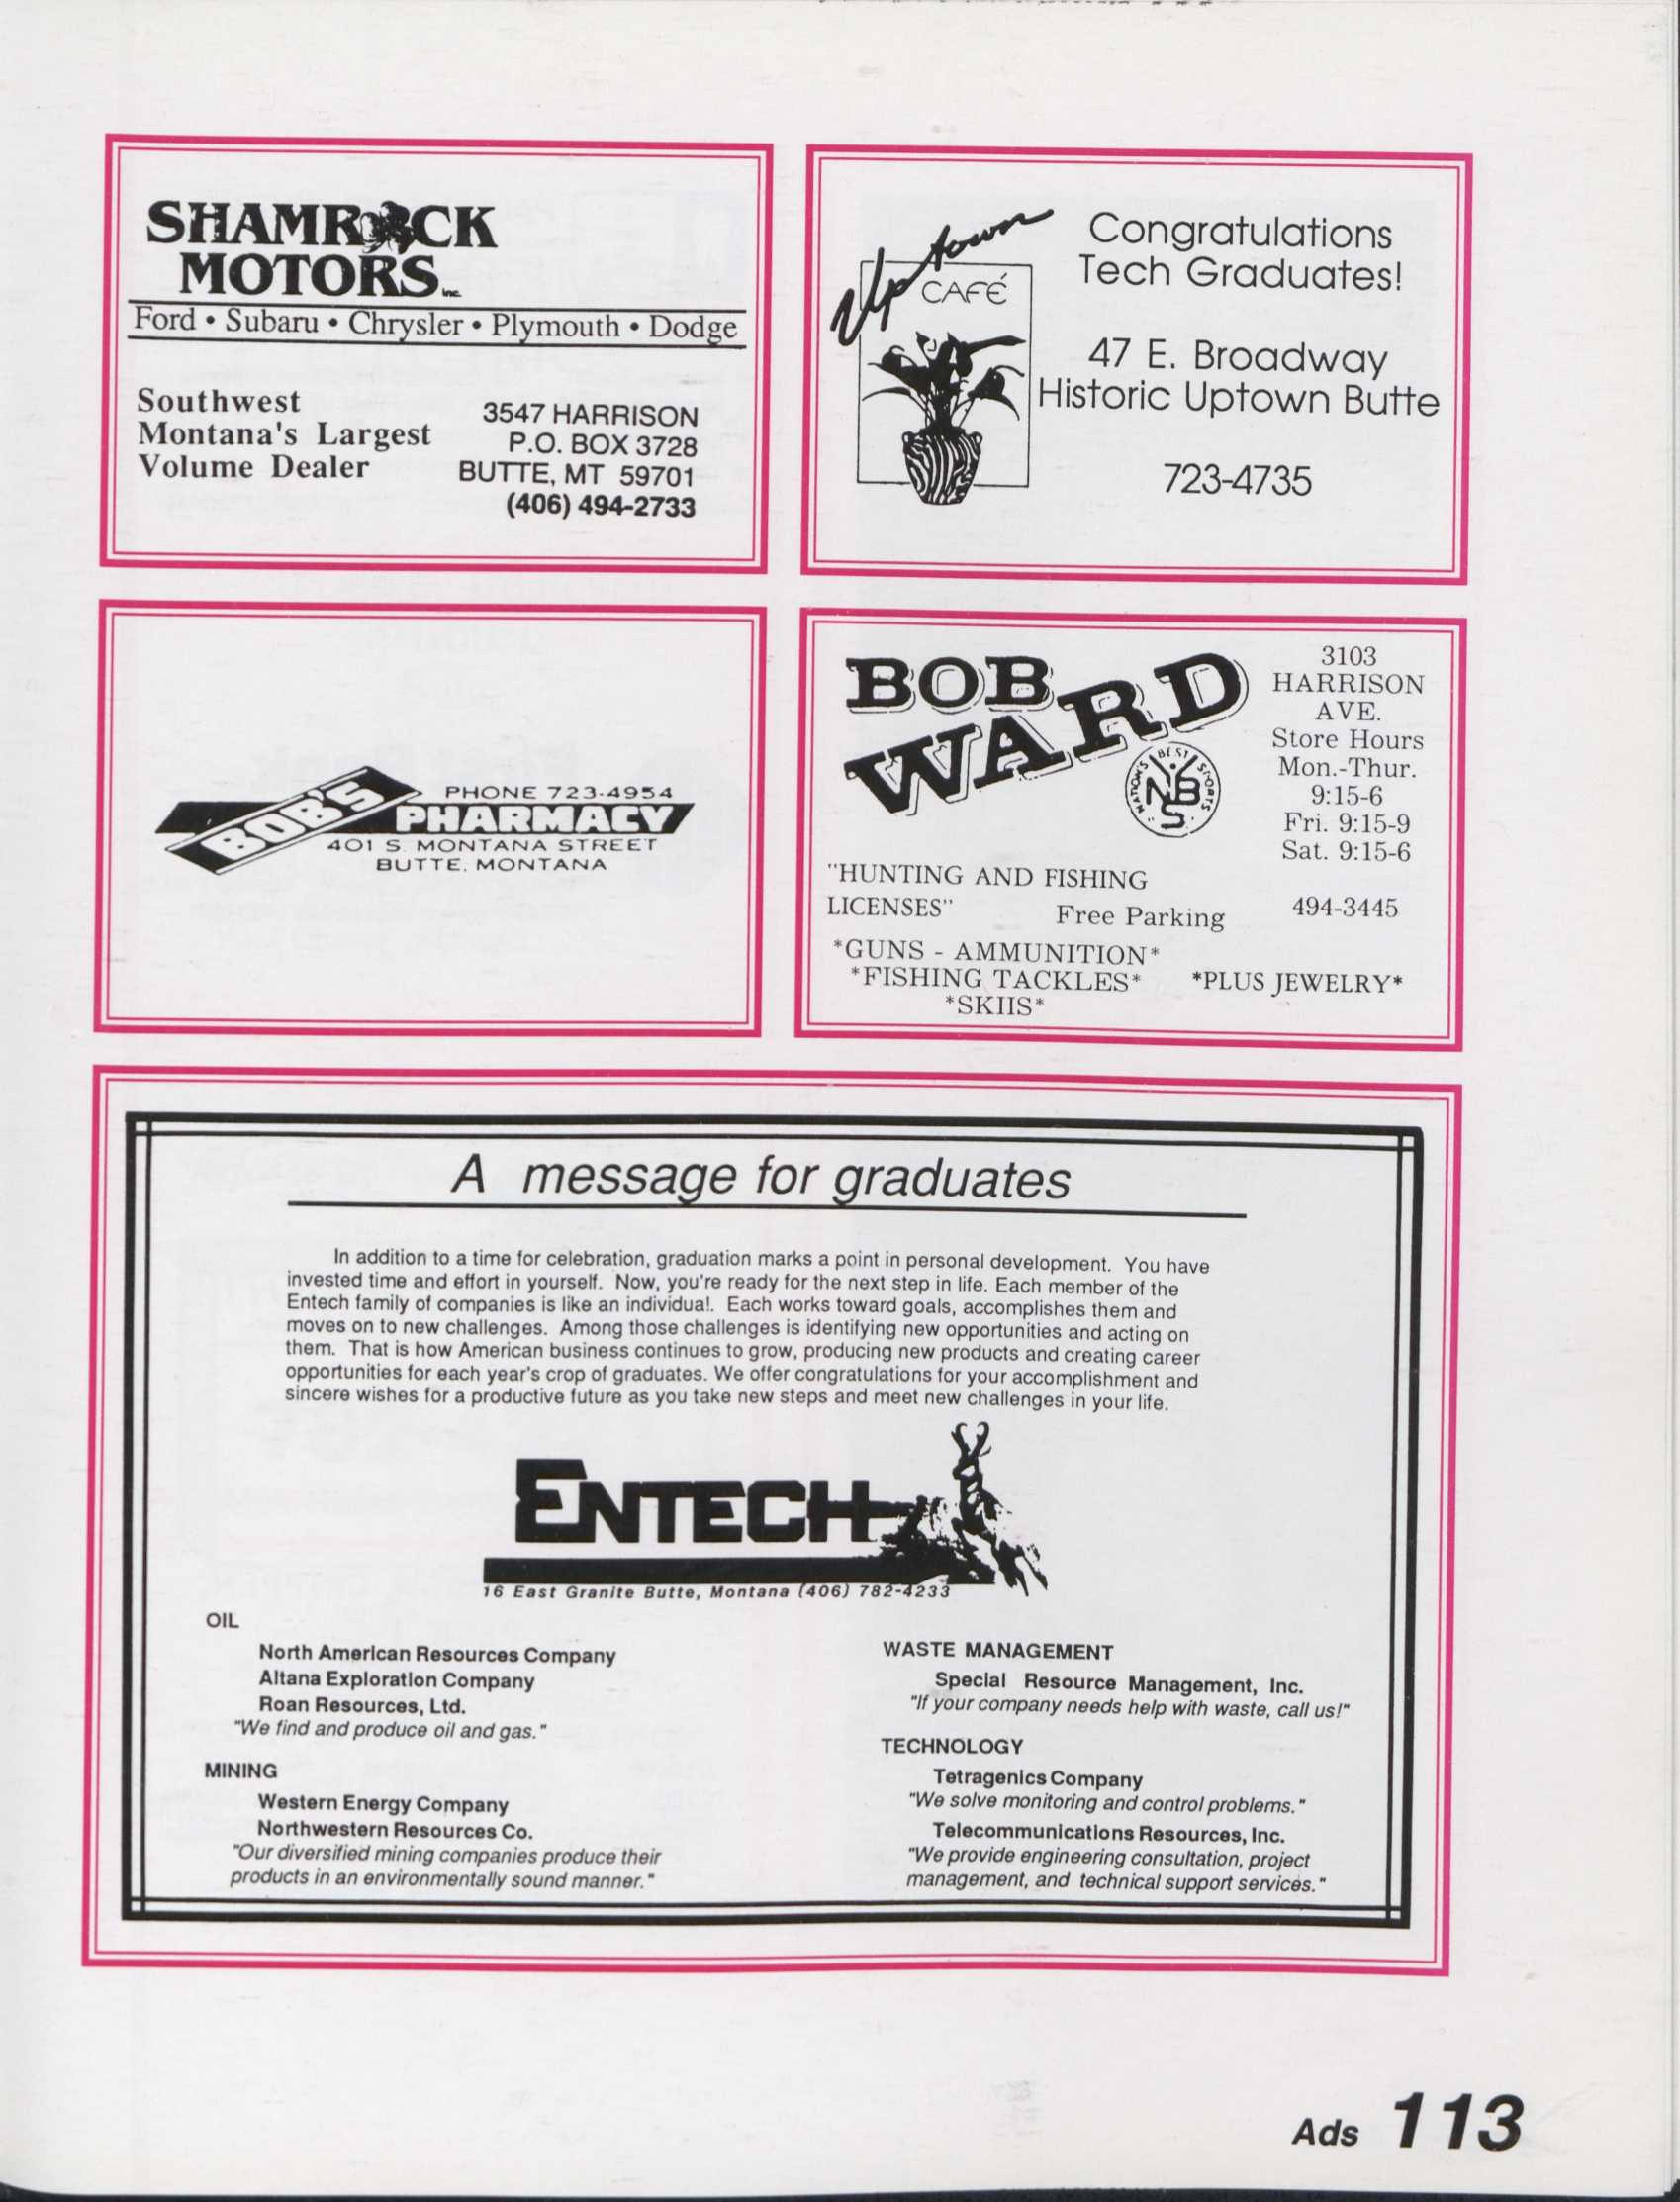 SHAMROCK
MOTORS Inc.
Ford • Subaru • Chrysler • Plymouth • Dodge
Southwest
Montana's Largest
Volume Dealer
3547 HARRISON
P.O. BOX 3728
BUTTE, MT 59701
(406) 494-2733
Uptown
CAFÉ
Congratulations
Tech Graduates!
47 E. Broadway
Historic Uptown Butte
723-4735
BOB'S
PHONE 723-4954
PHARMACY
401 S. MONTANA STREET
BUTTE, MONTANA
BOB
WARD
NATION'S BEST SPORTS
NBS
3103
HARRISON
AVE.
Store Hours
Mon.-Thur.
9:15-6
Fri. 9:15-9
Sat. 9:15-6
494-3445
"HUNTING AND FISHING
LICENSES"
Free Parking
*GUNS - AMMUNITION*
*FISHING TACKLES*
*PLUS JEWELRY*
*SKIIS*
A message for graduates
In addition to a time for celebration, graduation marks a point in personal development. You have
invested time and effort in yourself. Now, you're ready for the next step in life. Each member of the
Entech family of companies is like an individual. Each works toward goals, accomplishes them and
moves on to new challenges. Among those challenges is identifying new opportunities and acting on
them. That is how American business continues to grow, producing new products and creating career
opportunities for each year's crop of graduates. We offer congratulations for your accomplishment and
sincere wishes for a productive future as you take new steps and meet new challenges in your life.
ENTECH
16 East Granite Butte, Montana (406) 782-4233
OIL
North American Resources Company
Altana Exploration Company
Roan Resources, Ltd.
"We find and produce oil and gas."
MINING
Western Energy Company
Northwestern Resources Co.
"Our diversified mining companies produce their
products in an environmentally sound manner."
WASTE MANAGEMENT
Special Resource Management, Inc.
"If your company needs help with waste, call us!"
TECHNOLOGY
Tetragenics Company
"We solve monitoring and control problems."
Telecommunications Resources, Inc.
"We provide engineering consultation, project
management, and technical support services."
Ads 113